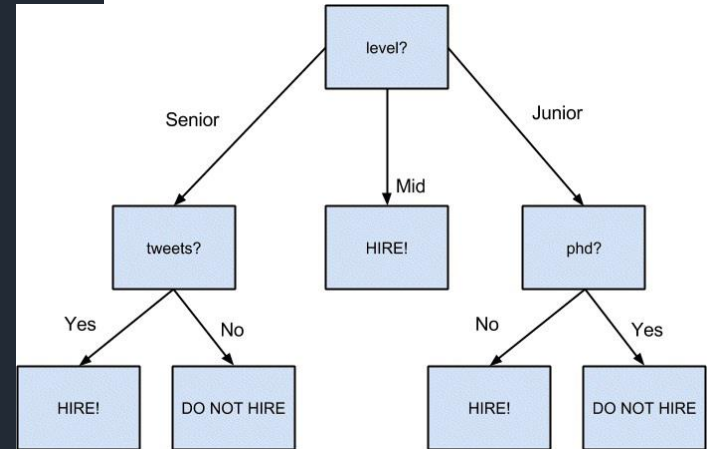 level?
Senior
Junior
Mid
tweets?
HIRE!
phd?
Yes
No
No
Yes
HIRE!
DO NOT HIRE
HIRE!
DO NOT HIRE